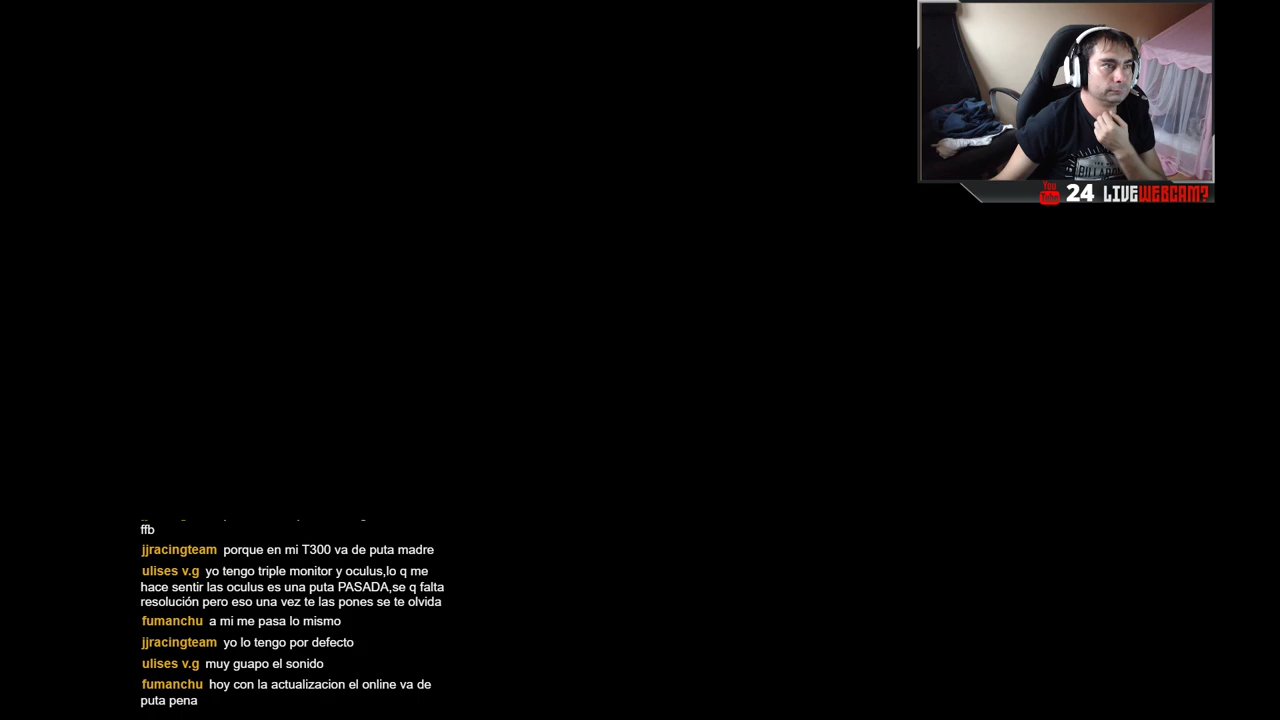 You
Tube
24 LIVEWEBCAM?
ffb
jjracingteam porque en mi T300 va de puta madre
ulises v.g yo tengo triple monitor y oculus,lo q me
hace sentir las oculus es una puta PASADA,se q falta
resolución pero eso una vez te las pones se te olvida
fumanchu a mi me pasa lo mismo
jjracingteam yo lo tengo por defecto
ulises v.g muy guapo el sonido
fumanchu hoy con la actualizacion el online va de
puta pena